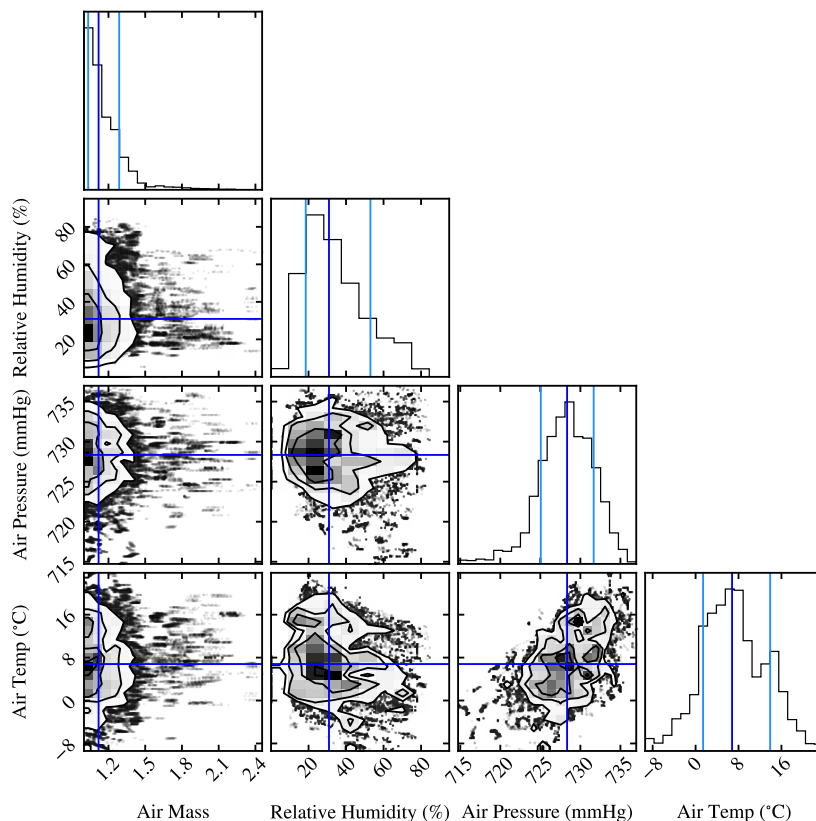 Relative Humidity (%)
80
60
40
20
Air Pressure (mmHg)
735
730
725
720
715
Air Temp (°C)
16
8
0
−8
1.2 1.5 1.8 2.1 2.4
20 40 60 80
715 720 725 730 735
−8 0 8 16
Air Mass Relative Humidity (%) Air Pressure (mmHg) Air Temp (°C)